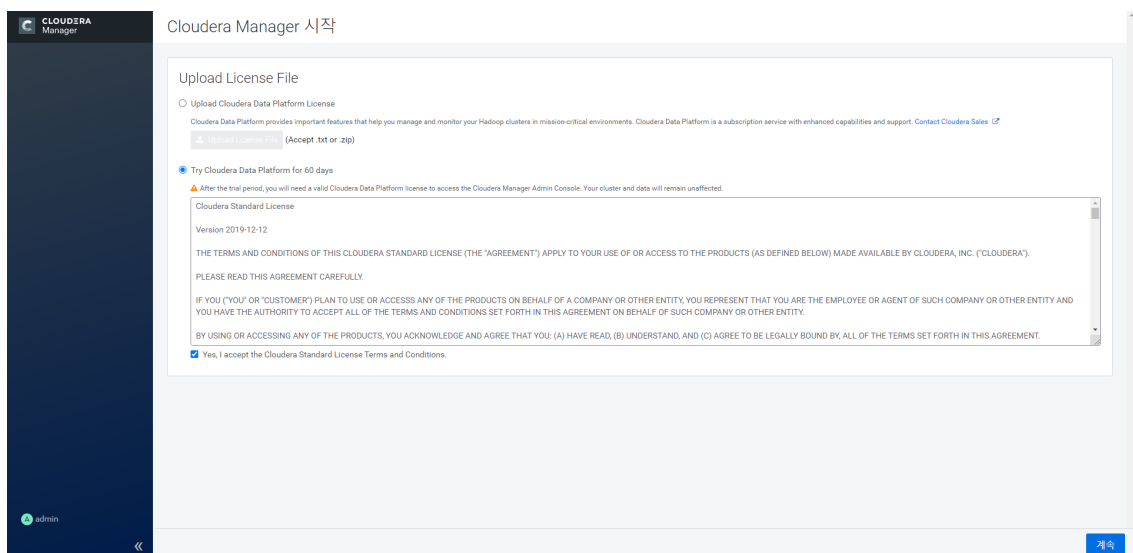 CLOUDERA
Manager
Cloudera Manager 시작
Upload License File
Upload Cloudera Data Platform License
Cloudera Data Platform provides important features that help you manage and monitor your Hadoop clusters in mission-critical environments. Cloudera Data Platform is a subscription service with enhanced capabilities and support. Contact Cloudera Sales
Upload License File (Accept .txt or .zip)
Try Cloudera Data Platform for 60 days
After the trial period, you will need a valid Cloudera Data Platform license to access the Cloudera Manager Admin Console. Your cluster and data will remain unaffected.
Cloudera Standard License
Version 2019-12-12
THE TERMS AND CONDITIONS OF THIS CLOUDERA STANDARD LICENSE (THE "AGREEMENT") APPLY TO YOUR USE OF OR ACCESS TO THE PRODUCTS (AS DEFINED BELOW) MADE AVAILABLE BY CLOUDERA, INC. ("CLOUDERA").
PLEASE READ THIS AGREEMENT CAREFULLY.
IF YOU ("YOU" OR "CUSTOMER") PLAN TO USE OR ACCESSS ANY OF THE PRODUCTS ON BEHALF OF A COMPANY OR OTHER ENTITY, YOU REPRESENT THAT YOU ARE THE EMPLOYEE OR AGENT OF SUCH COMPANY OR OTHER ENTITY AND
YOU HAVE THE AUTHORITY TO ACCEPT ALL OF THE TERMS AND CONDITIONS SET FORTH IN THIS AGREEMENT ON BEHALF OF SUCH COMPANY OR OTHER ENTITY.
BY USING OR ACCESSING ANY OF THE PRODUCTS, YOU ACKNOWLEDGE AND AGREE THAT YOU: (A) HAVE READ, (B) UNDERSTAND, AND (C) AGREE TO BE LEGALLY BOUND BY, ALL OF THE TERMS SET FORTH IN THIS AGREEMENT.
Yes, I accept the Cloudera Standard License Terms and Conditions.
A admin
계속